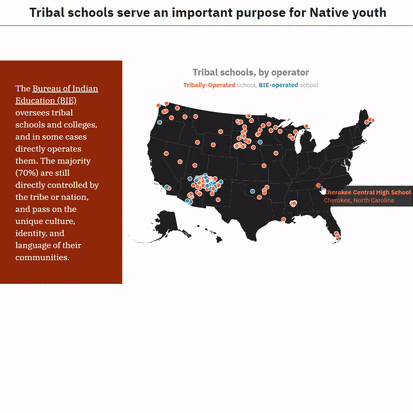 Tribal schools serve an important purpose for Native youth
The Bureau of Indian
Education (BIE)
oversees tribal
schools and colleges,
and in some cases
directly operates
them. The majority
(70%) are still
directly controlled by
the tribe or nation,
and pass on the
unique culture,
identity, and
language of their
communities.
Tribal schools, by operator
Tribally-Operated school, BIE-operated school
Cherokee Central High School
Cherokee, North Carolina